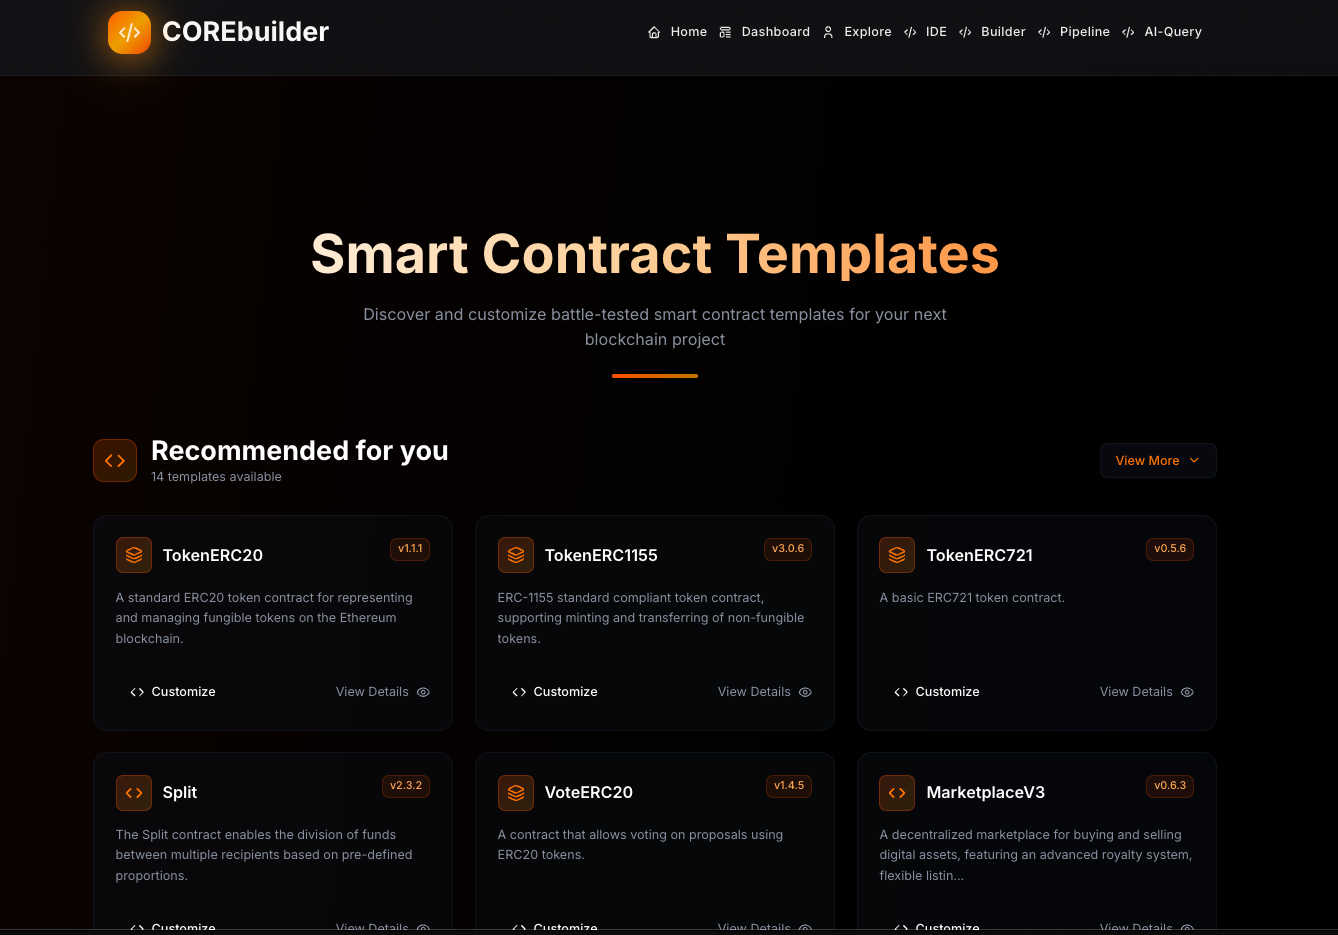 COREbuilder
Home Dashboard Explore IDE Builder Pipeline AI-Query
Smart Contract Templates
Discover and customize battle-tested smart contract templates for your next
blockchain project
Recommended for you
14 templates available
View More
TokenERC20
v1.1.1
A standard ERC20 token contract for representing
and managing fungible tokens on the Ethereum
blockchain.
Customize
View Details
TokenERC1155
v3.0.6
ERC-1155 standard compliant token contract,
supporting minting and transferring of non-fungible
tokens.
Customize
View Details
TokenERC721
v0.5.6
A basic ERC721 token contract.
Customize
View Details
Split
v2.3.2
The Split contract enables the division of funds
between multiple recipients based on pre-defined
proportions.
Customize
View Details
VoteERC20
v1.4.5
A contract that allows voting on proposals using
ERC20 tokens.
Customize
View Details
MarketplaceV3
v0.6.3
A decentralized marketplace for buying and selling
digital assets, featuring an advanced royalty system,
flexible listin...
Customize
View Details